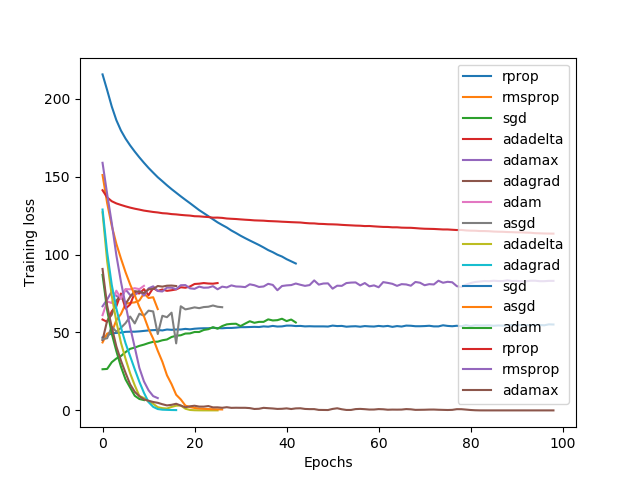 200
150
100
50
0
Training loss
0 20 40 60 80 100
Epochs
rprop
rmsprop
sgd
adadelta
adamax
adagrad
adam
asgd
adadelta
adagrad
sgd
asgd
adam
rprop
rmsprop
adamax